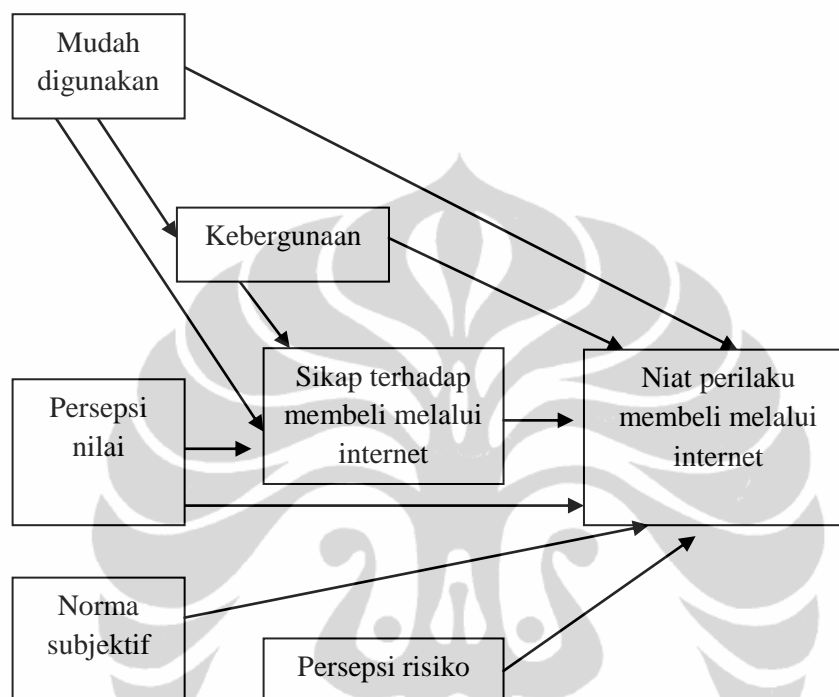 Mudah
digunakan
Kebergunaan
Sikap terhadap
membeli melalui
internet
Niat perilaku
membeli melalui
internet
Persepsi
nilai
Norma
subjektif
Persepsi risiko